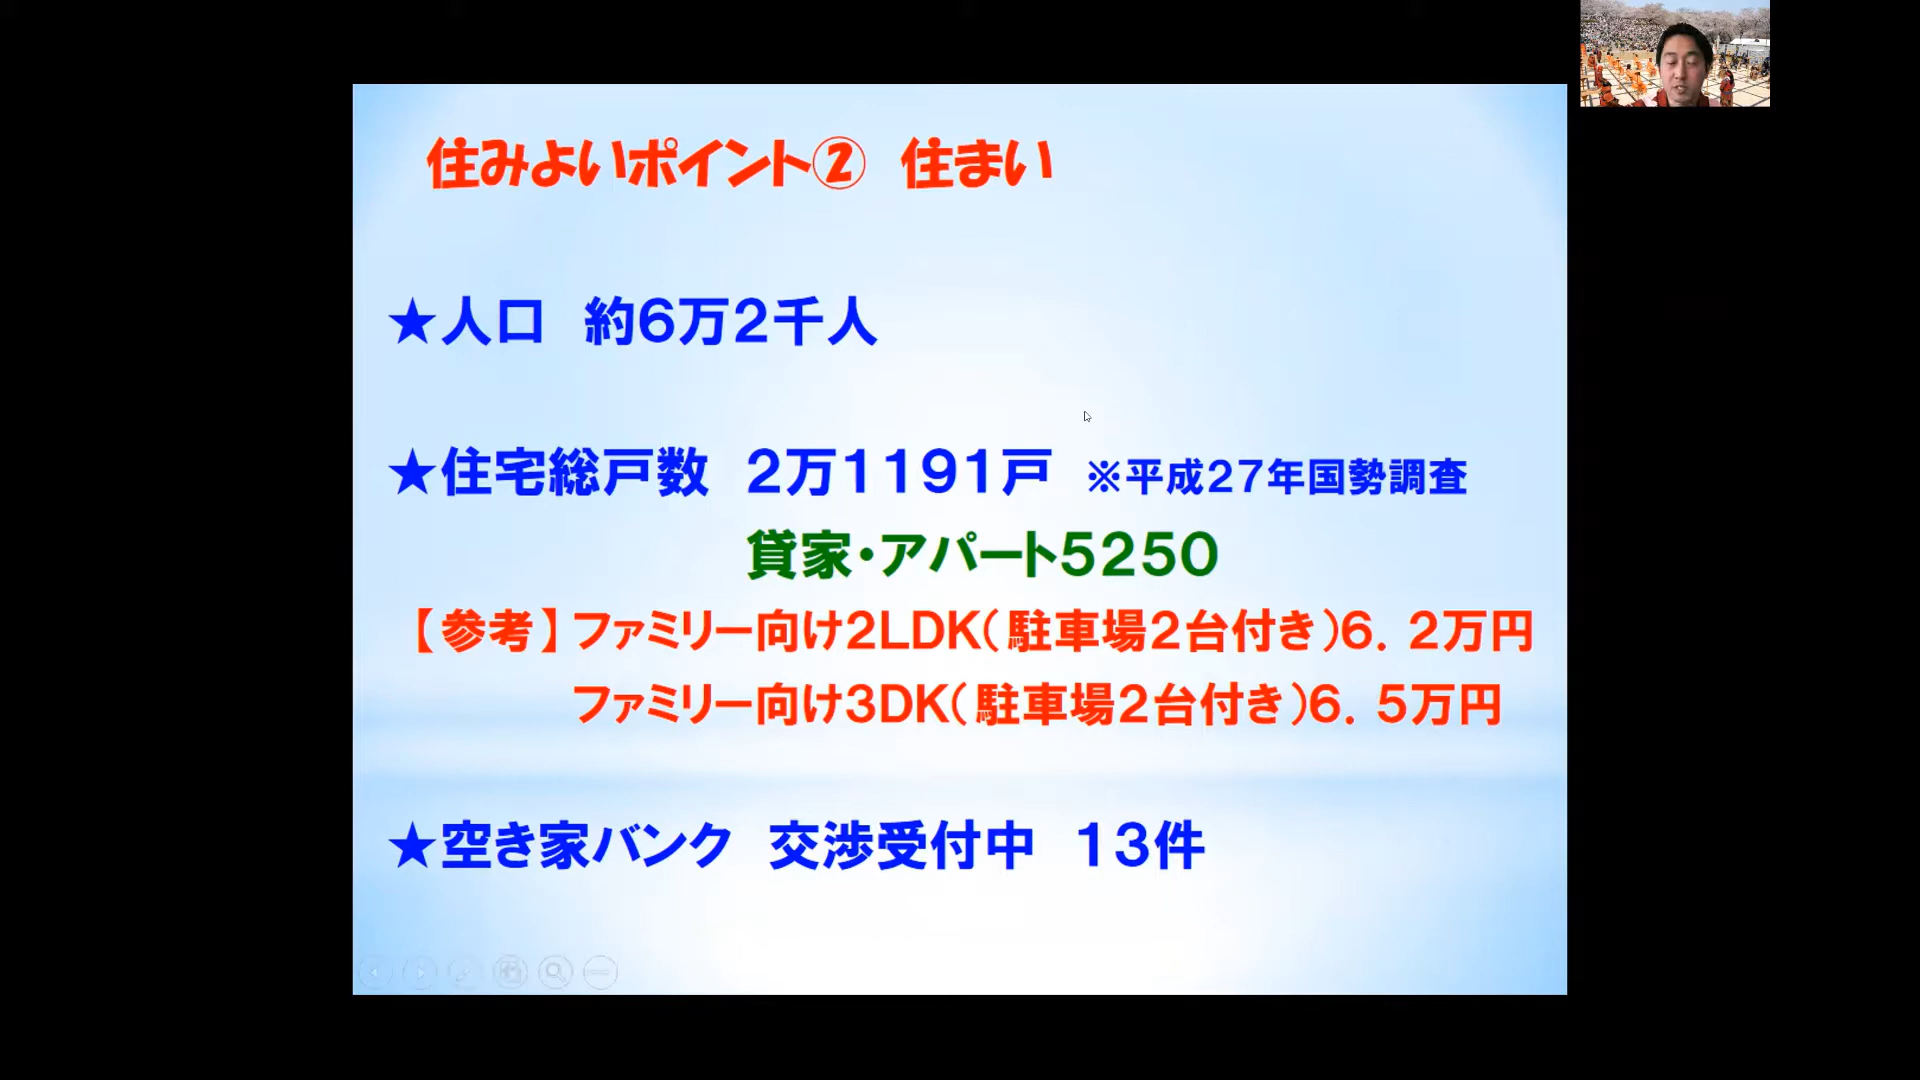 住みよいポイント② 住まい
★人口 約6万2千人
★住宅総戸数 2万1191戸 ※平成27年国勢調査
貸家・アパート5250
【参考】ファミリー向け2LDK(駐車場2台付き)6.2万円
ファミリー向け3DK(駐車場2台付き)6.5万円
★空き家バンク 交渉受付中 13件